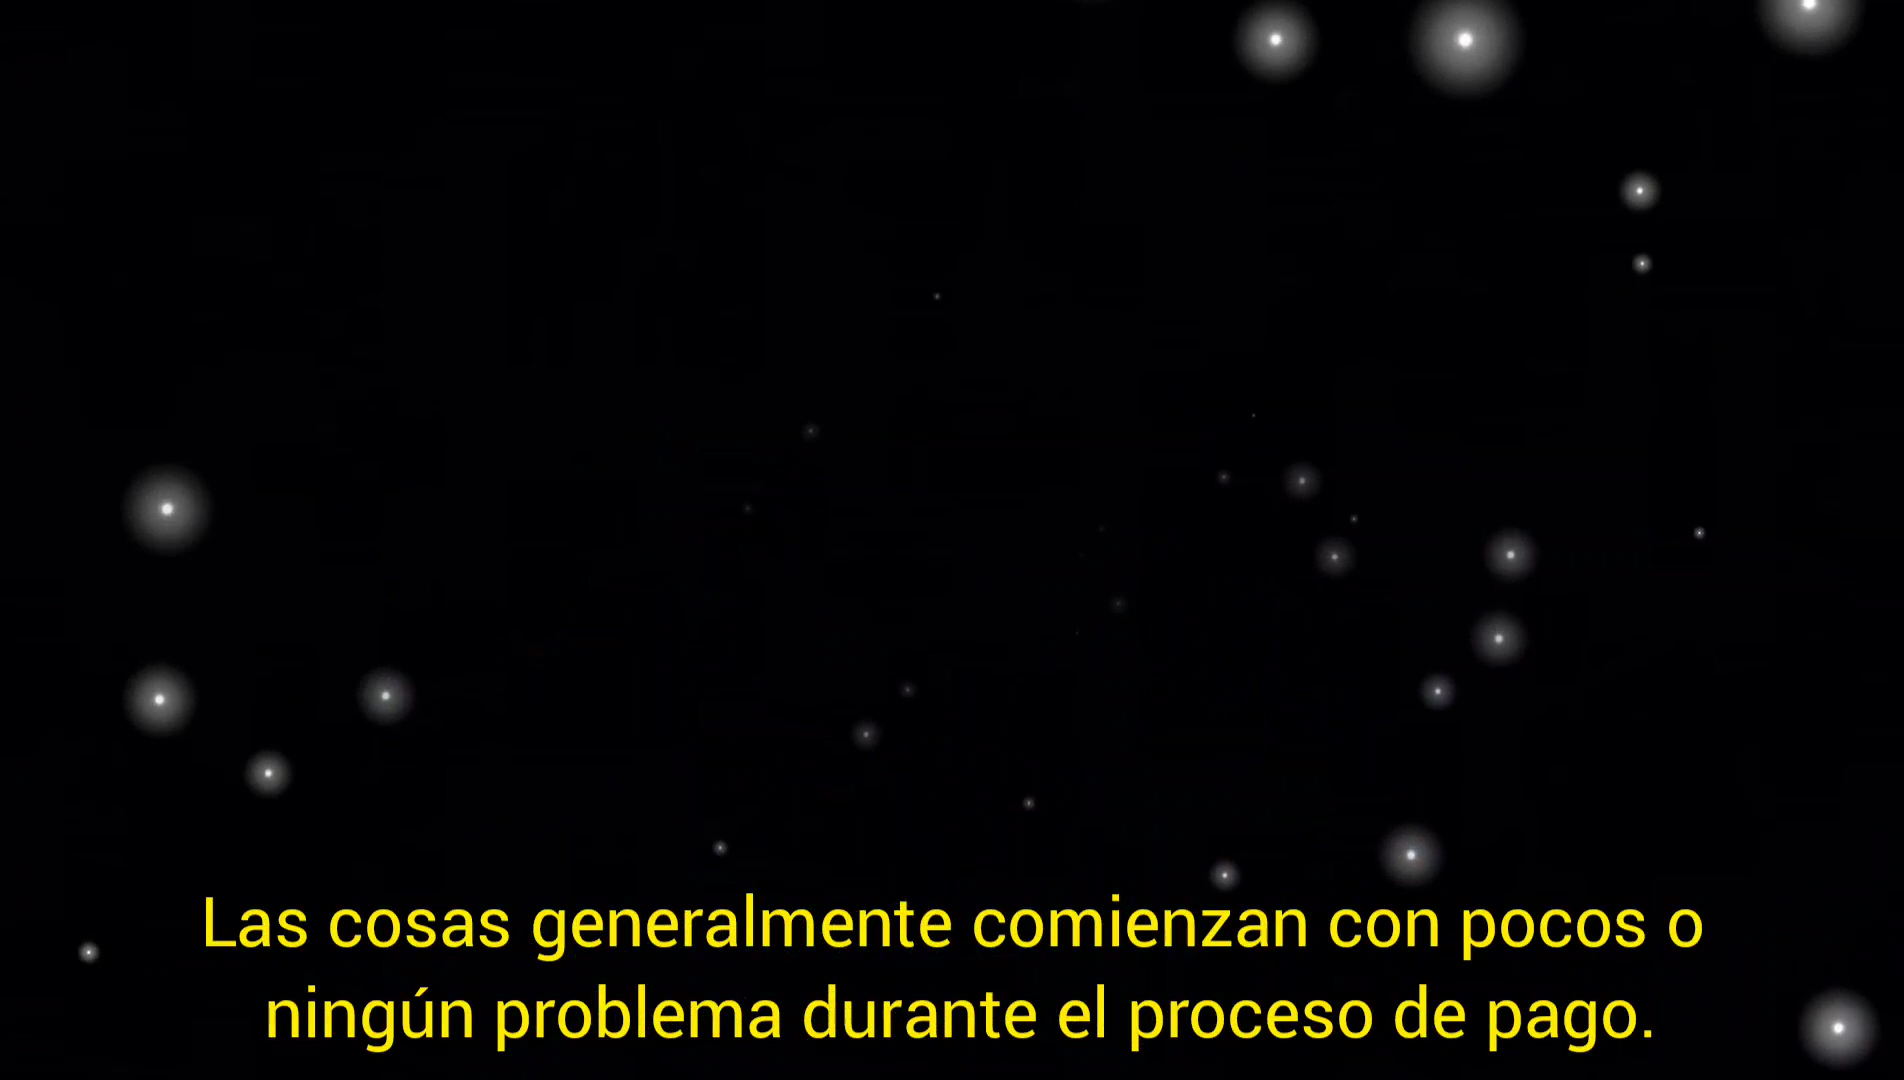 Las cosas generalmente comienzan con pocos o
ningún problema durante el proceso de pago.